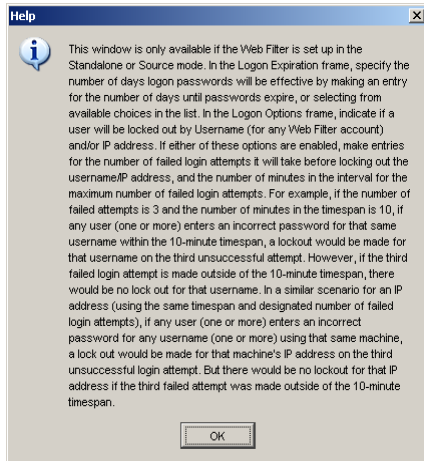 Help
This window is only available if the Web Filter is set up in the
Standalone or Source mode. In the Logon Expiration frame, specify the
number of days logon passwords will be effective by making an entry
for the number of days until passwords expire, or selecting from
available choices in the list. In the Logon Options frame, indicate if a
user will be locked out by Username (for any Web Filter account)
and/or IP address. If either of these options are enabled, make entries
for the number of failed login attempts it will take before locking out the
username/IP address, and the number of minutes in the interval for the
maximum number of failed login attempts. For example, if the number of
failed attempts is 3 and the number of minutes in the timespan is 10, if
any user (one or more) enters an incorrect password for that same
username within the 10-minute timespan, a lockout would be made for
that username on the third unsuccessful attempt. However, if the third
failed login attempt is made outside of the 10-minute timespan, there
would be no lock out for that username. In a similar scenario for an IP
address (using the same timespan and designated number of failed
login attempts), if any user (one or more) enters an incorrect
password for any username (one or more) using that same machine,
a lock out would be made for that machine's IP address on the third
unsuccessful login attempt. But there would be no lockout for that IP
address if the third failed attempt was made outside of the 10-minute
timespan.
OK